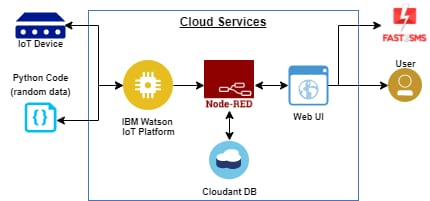 Cloud Services
IoT Device
Python Code
(random data)
{}
IBM Watson
IoT Platform
Node-RED
Web UI
Cloudant DB
FAST2SMS
User